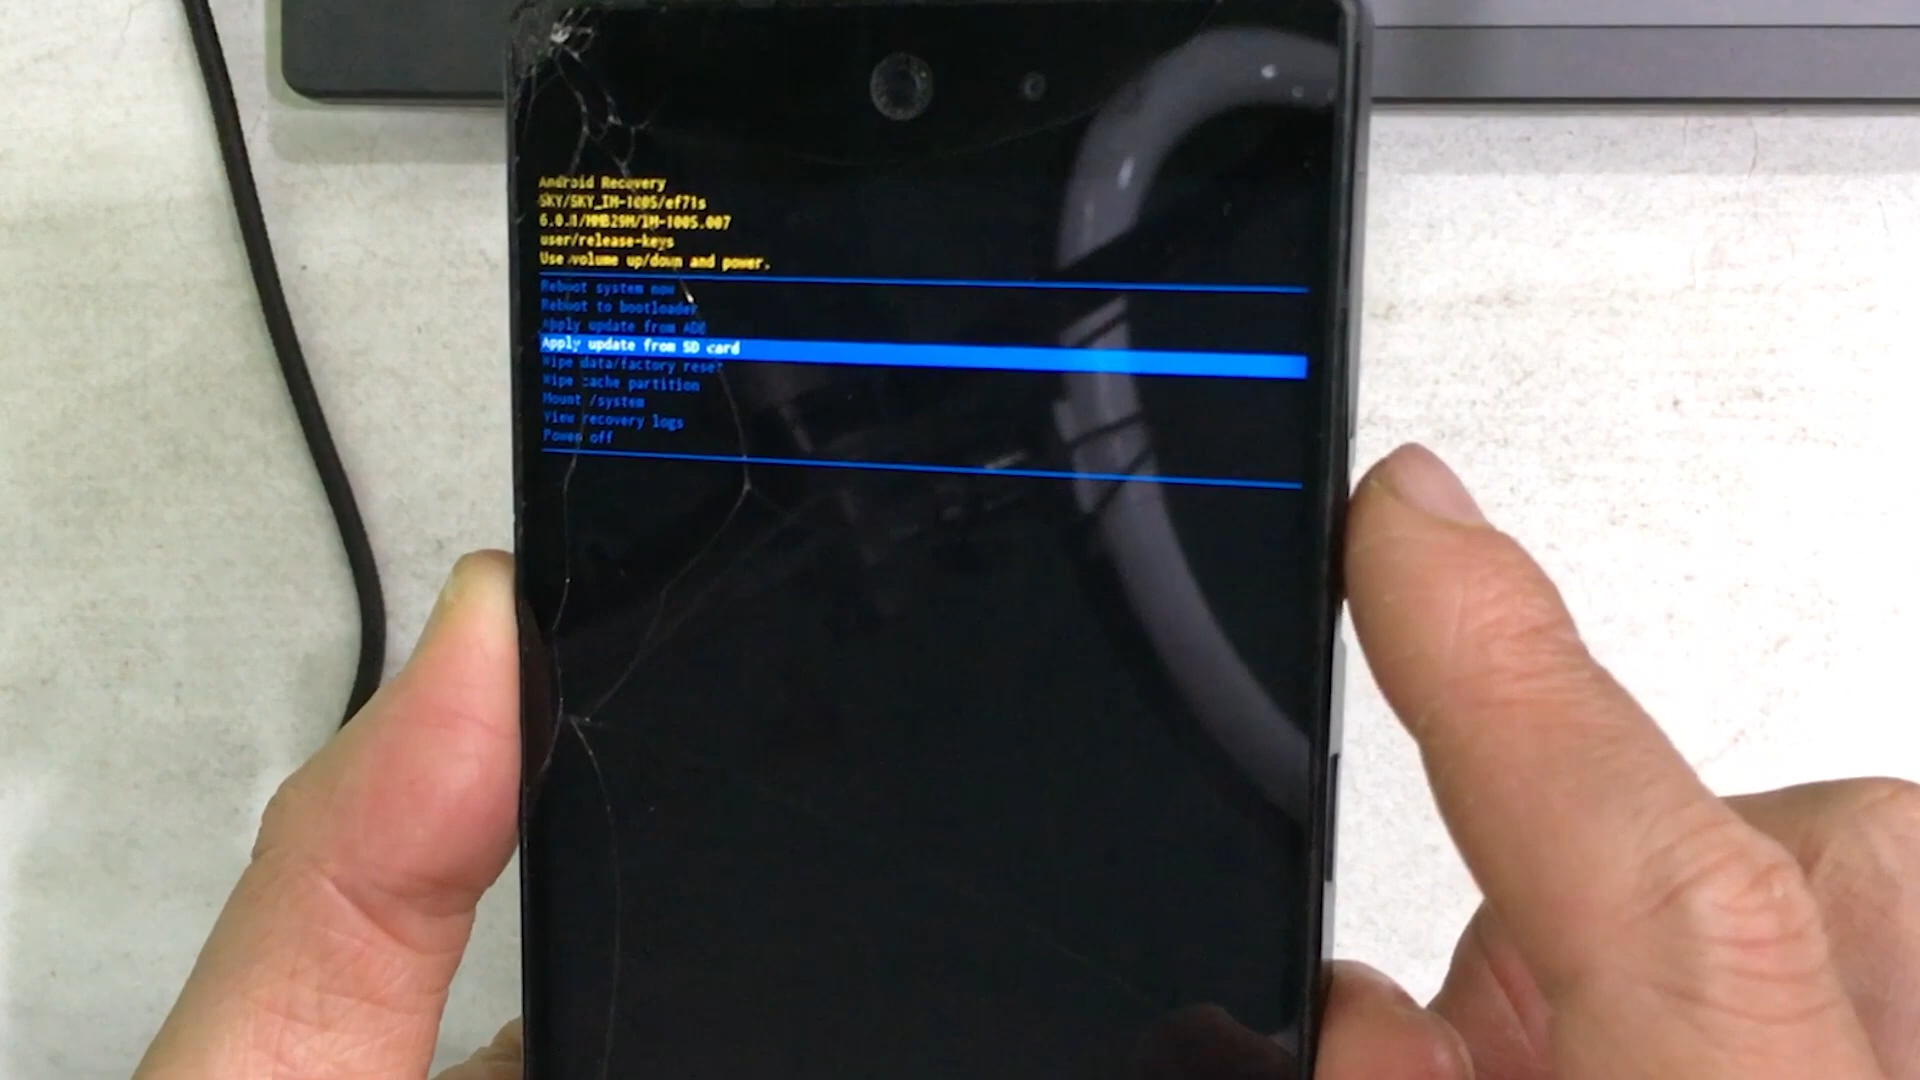 Android Recovery
SKY/SKY_IM-100S/ef71s
6.0.1/MMB29M/IM-100S.007
user/release-keys
Use volume up/down and power.
Reboot system now
Reboot to bootloader
Apply update from ADB
Apply update from SD card
Wipe data/factory reset
Wipe cache partition
Mount /system
View recovery logs
Power off